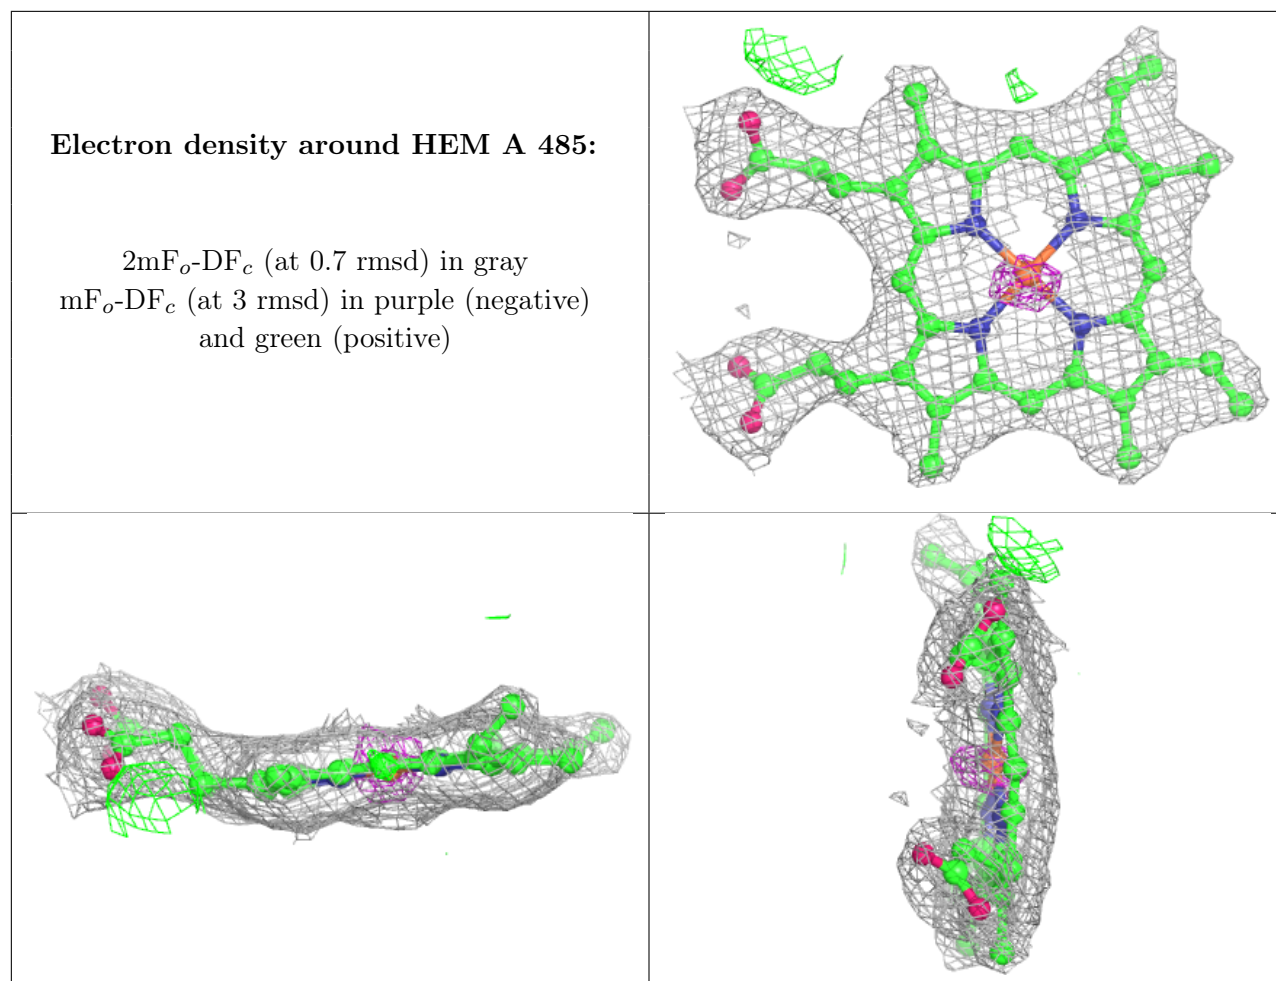 Electron density around HEM A 485:
2mFo-DFc (at 0.7 rmsd) in gray
mFo-DFc (at 3 rmsd) in purple (negative)
and green (positive)